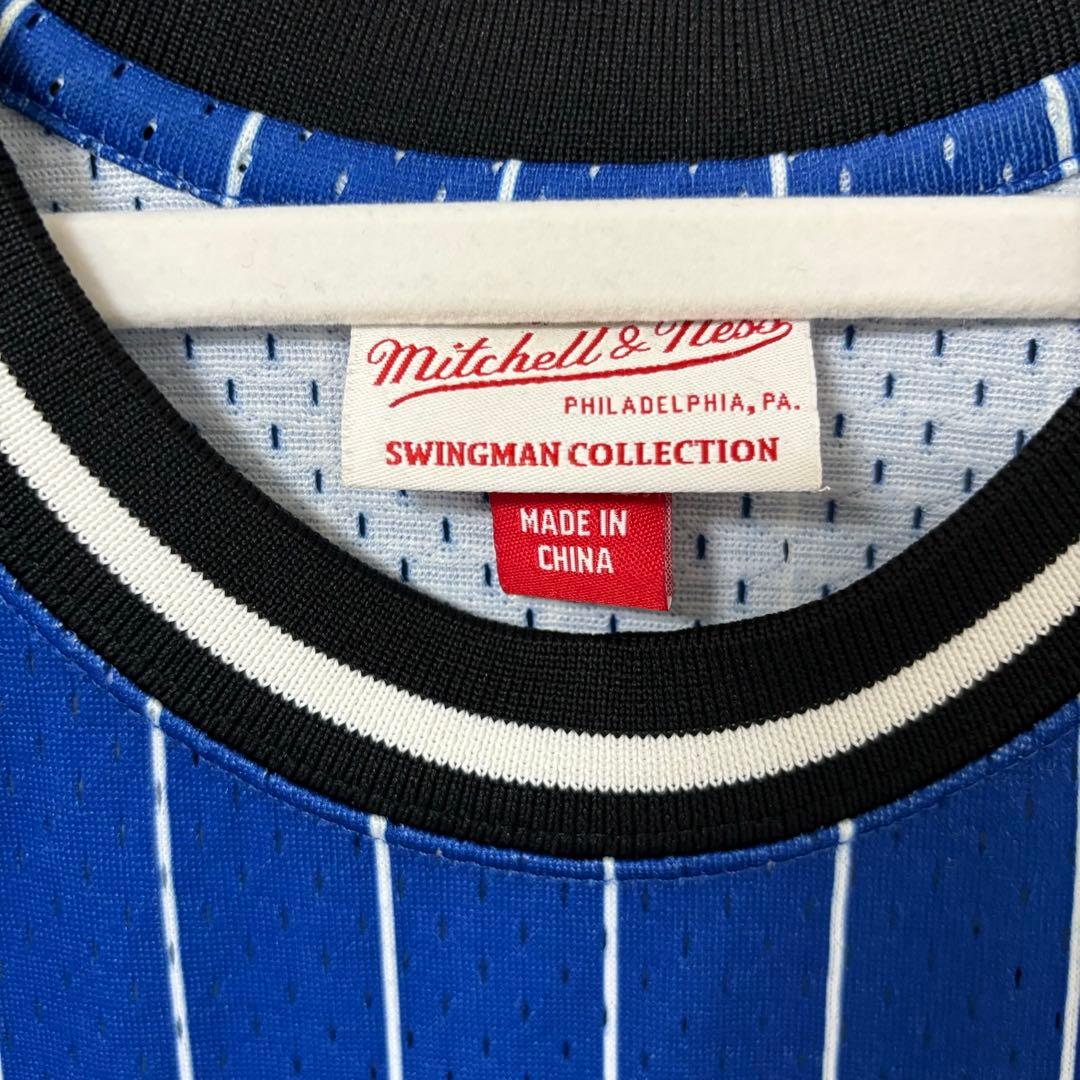 Mitchell & Ness
PHILADELPHIA, PA.
SWINGMAN COLLECTION
MADE IN
CHINA